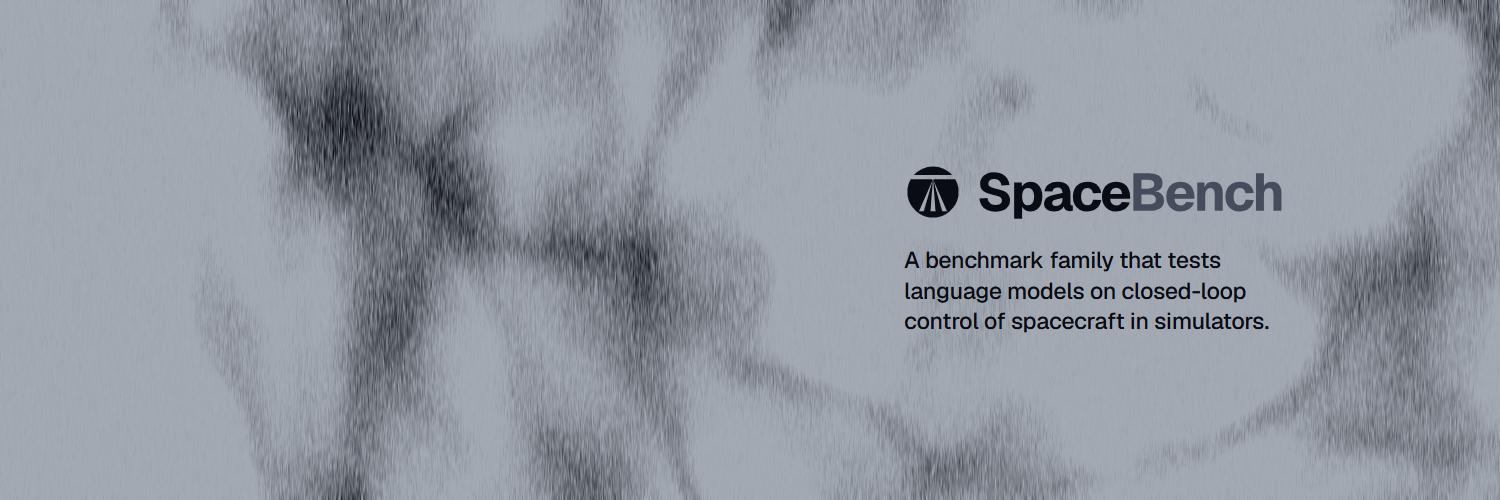 SpaceBench
A benchmark family that tests
language models on closed-loop
control of spacecraft in simulators.